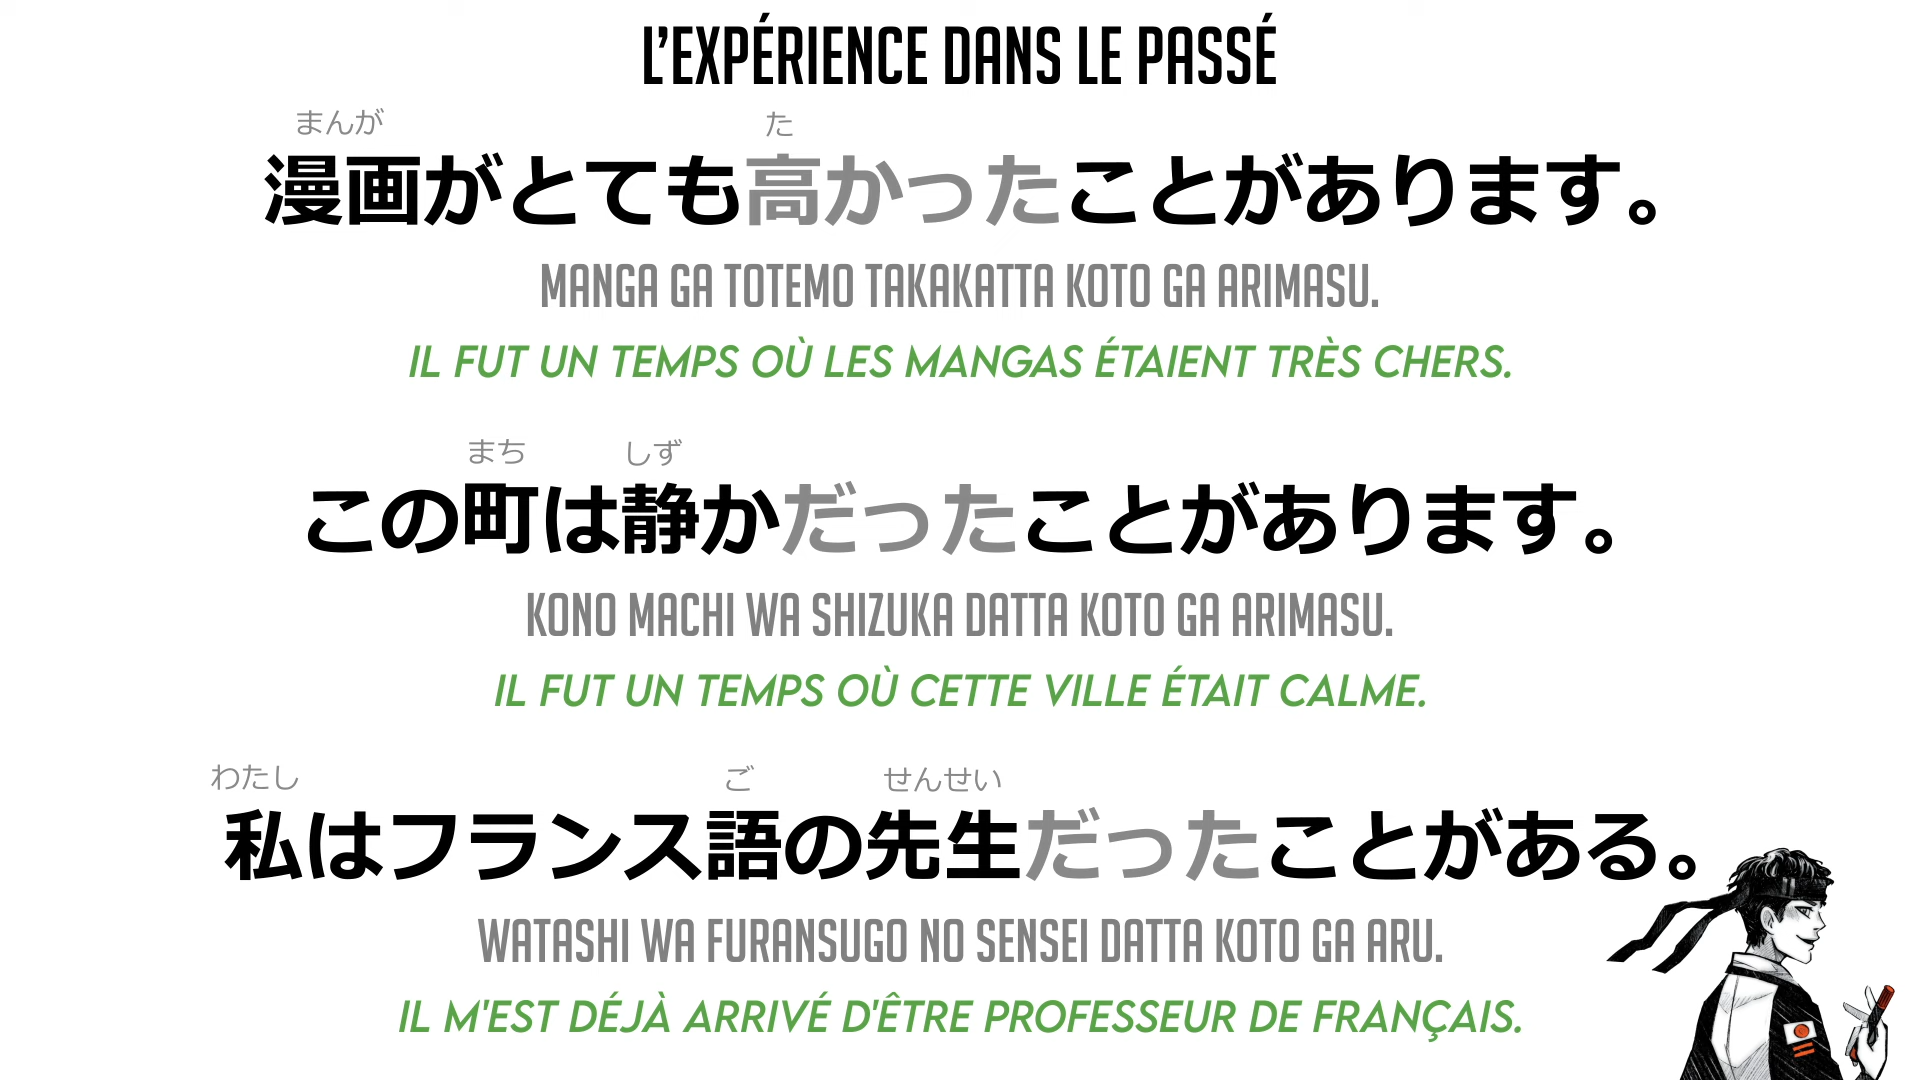 L'EXPÉRIENCE DANS LE PASSÉ
まんが た
漫画がとても高かったことがあります。
MANGA GA TOTEMO TAKAKATTA KOTO GA ARIMASU.
IL FUT UN TEMPS OÙ LES MANGAS ÉTAIENT TRÈS CHERS.
まち しず
この町は静かだったことがあります。
KONO MACHI WA SHIZUKA DATTA KOTO GA ARIMASU.
IL FUT UN TEMPS OÙ CETTE VILLE ÉTAIT CALME.
わたし ご せんせい
私はフランス語の先生だったことがある。
WATASHI WA FURANSUGO NO SENSEI DATTA KOTO GA ARU.
IL M'EST DÉJÀ ARRIVÉ D'ÊTRE PROFESSEUR DE FRANÇAIS.